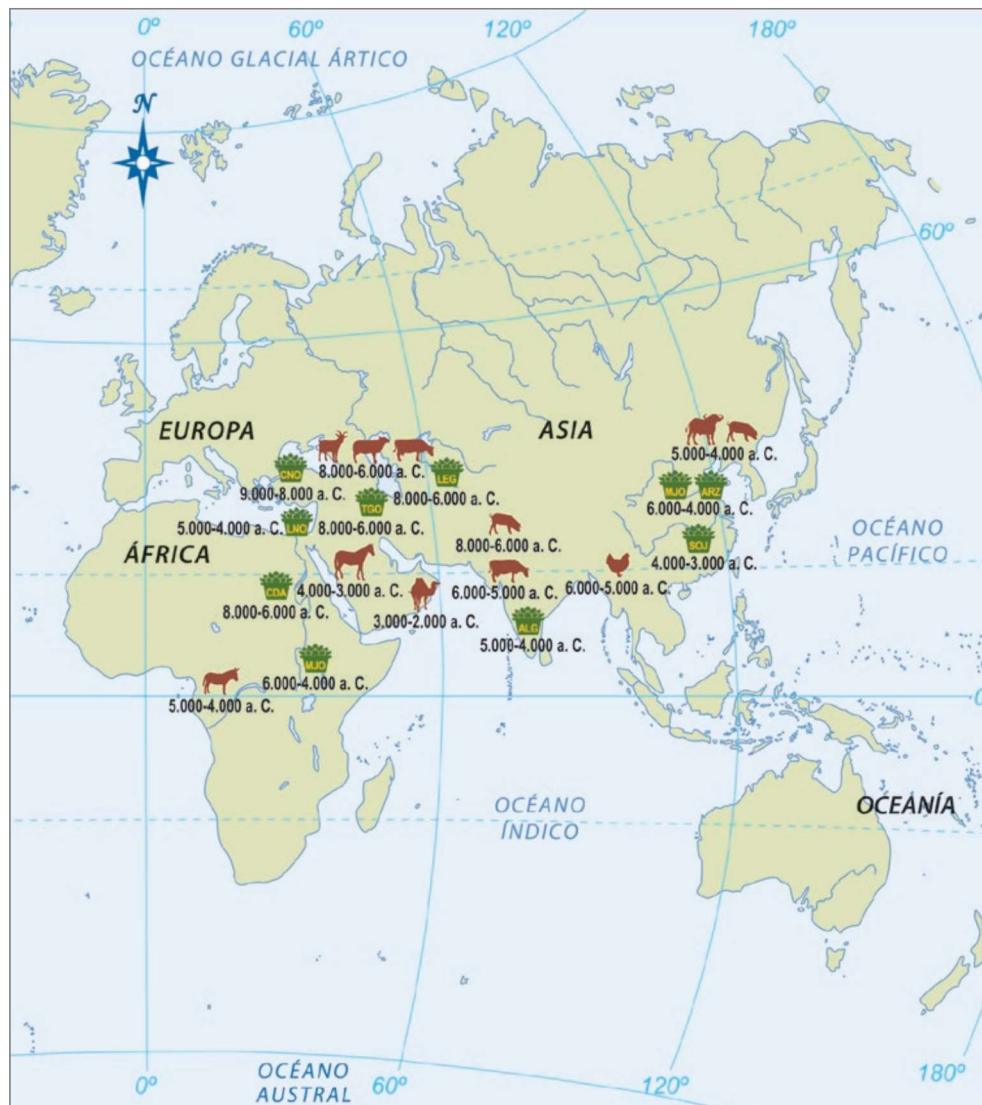 0º
60º
120º
180º
OCÉANO GLACIAL ÁRTICO
N
60º
EUROPA
ASIA
5.000-4.000 a. C.
8.000-6.000 a. C.
CNO
LEG
9.000-8.000 a. C.
8.000-6.000 a. C.
MJO
ARZ
6.000-4.000 a. C.
TGO
LNO
5.000-4.000 a. C.
8.000-6.000 a. C.
8.000-6.000 a. C.
OCÉANO
PACÍFICO
SOJ
4.000-3.000 a. C.
ÁFRICA
CDA
8.000-6.000 a. C.
4.000-3.000 a. C.
3.000-2.000 a. C.
6.000-5.000 a. C.
6.000-5.000 a. C.
ALG
5.000-4.000 a. C.
MJO
6.000-4.000 a. C.
5.000-4.000 a. C.
OCÉANO
ÍNDICO
OCEANÍA
0º
OCÉANO
AUSTRAL
60º
120º
180º